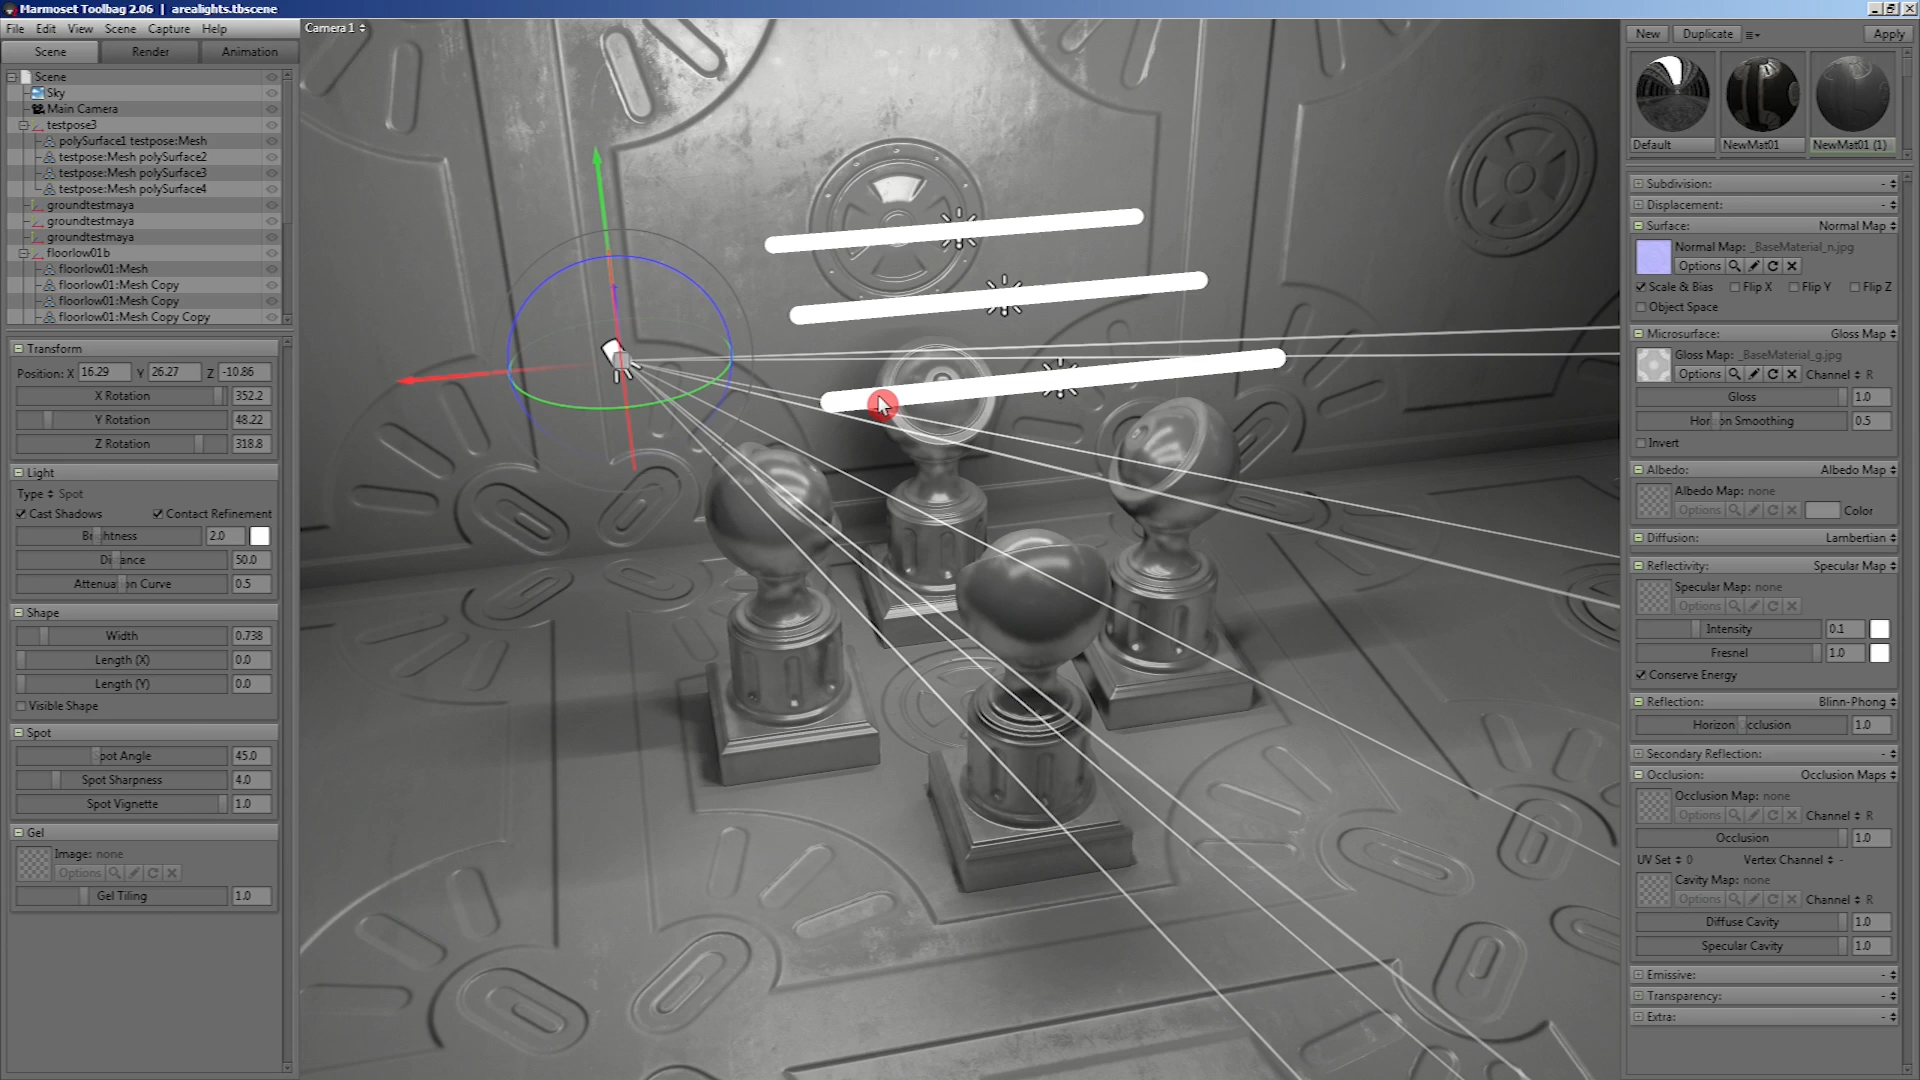 Marmoset Toolbag 2.06 | arealights.tbscene
File Edit View Scene Capture Help
Scene Render Animation
Scene
Sky
Main Camera
testpose3
polySurface1 testpose:Mesh
testpose:Mesh polySurface2
testpose:Mesh polySurface3
testpose:Mesh polySurface4
groundtestmaya
groundtestmaya
groundtestmaya
floorlow01b
floorlow01:Mesh
floorlow01:Mesh Copy
floorlow01:Mesh Copy
floorlow01:Mesh Copy Copy
Transform
Position: X 16.29 Y 26.27 Z -10.86
X Rotation 352.2
Y Rotation 48.22
Z Rotation 318.8
Light
Type Spot
Cast Shadows Contact Refinement
Brightness 2.0
Distance 50.0
Attenuation Curve 0.5
Shape
Width 0.738
Length (X) 0.0
Length (Y) 0.0
Visible Shape
Spot
Spot Angle 45.0
Spot Sharpness 4.0
Spot Vignette 1.0
Gel
Image: none
Options
Gel Tiling 1.0
Camera 1
New Duplicate Apply
Default NewMat01 NewMat01 (1)
Subdivision: -
Displacement: -
Surface: Normal Map
Normal Map: _BaseMaterial_n.jpg
Options
Scale & Bias Flip X Flip Y Flip Z
Object Space
Microsurface: Gloss Map
Gloss Map: _BaseMaterial_g.jpg
Options Channel R
Gloss 1.0
Horizon Smoothing 0.5
Invert
Albedo: Albedo Map
Albedo Map: none
Options Color
Diffusion: Lambertian
Reflectivity: Specular Map
Specular Map: none
Options
Intensity 0.1
Fresnel 1.0
Conserve Energy
Reflection: Blinn-Phong
Horizon Occlusion 1.0
Secondary Reflection: -
Occlusion: Occlusion Maps
Occlusion Map: none
Options Channel R
Occlusion 1.0
UV Set 0 Vertex Channel -
Cavity Map: none
Options Channel R
Diffuse Cavity 1.0
Specular Cavity 1.0
Emissive: -
Transparency: -
Extra: -